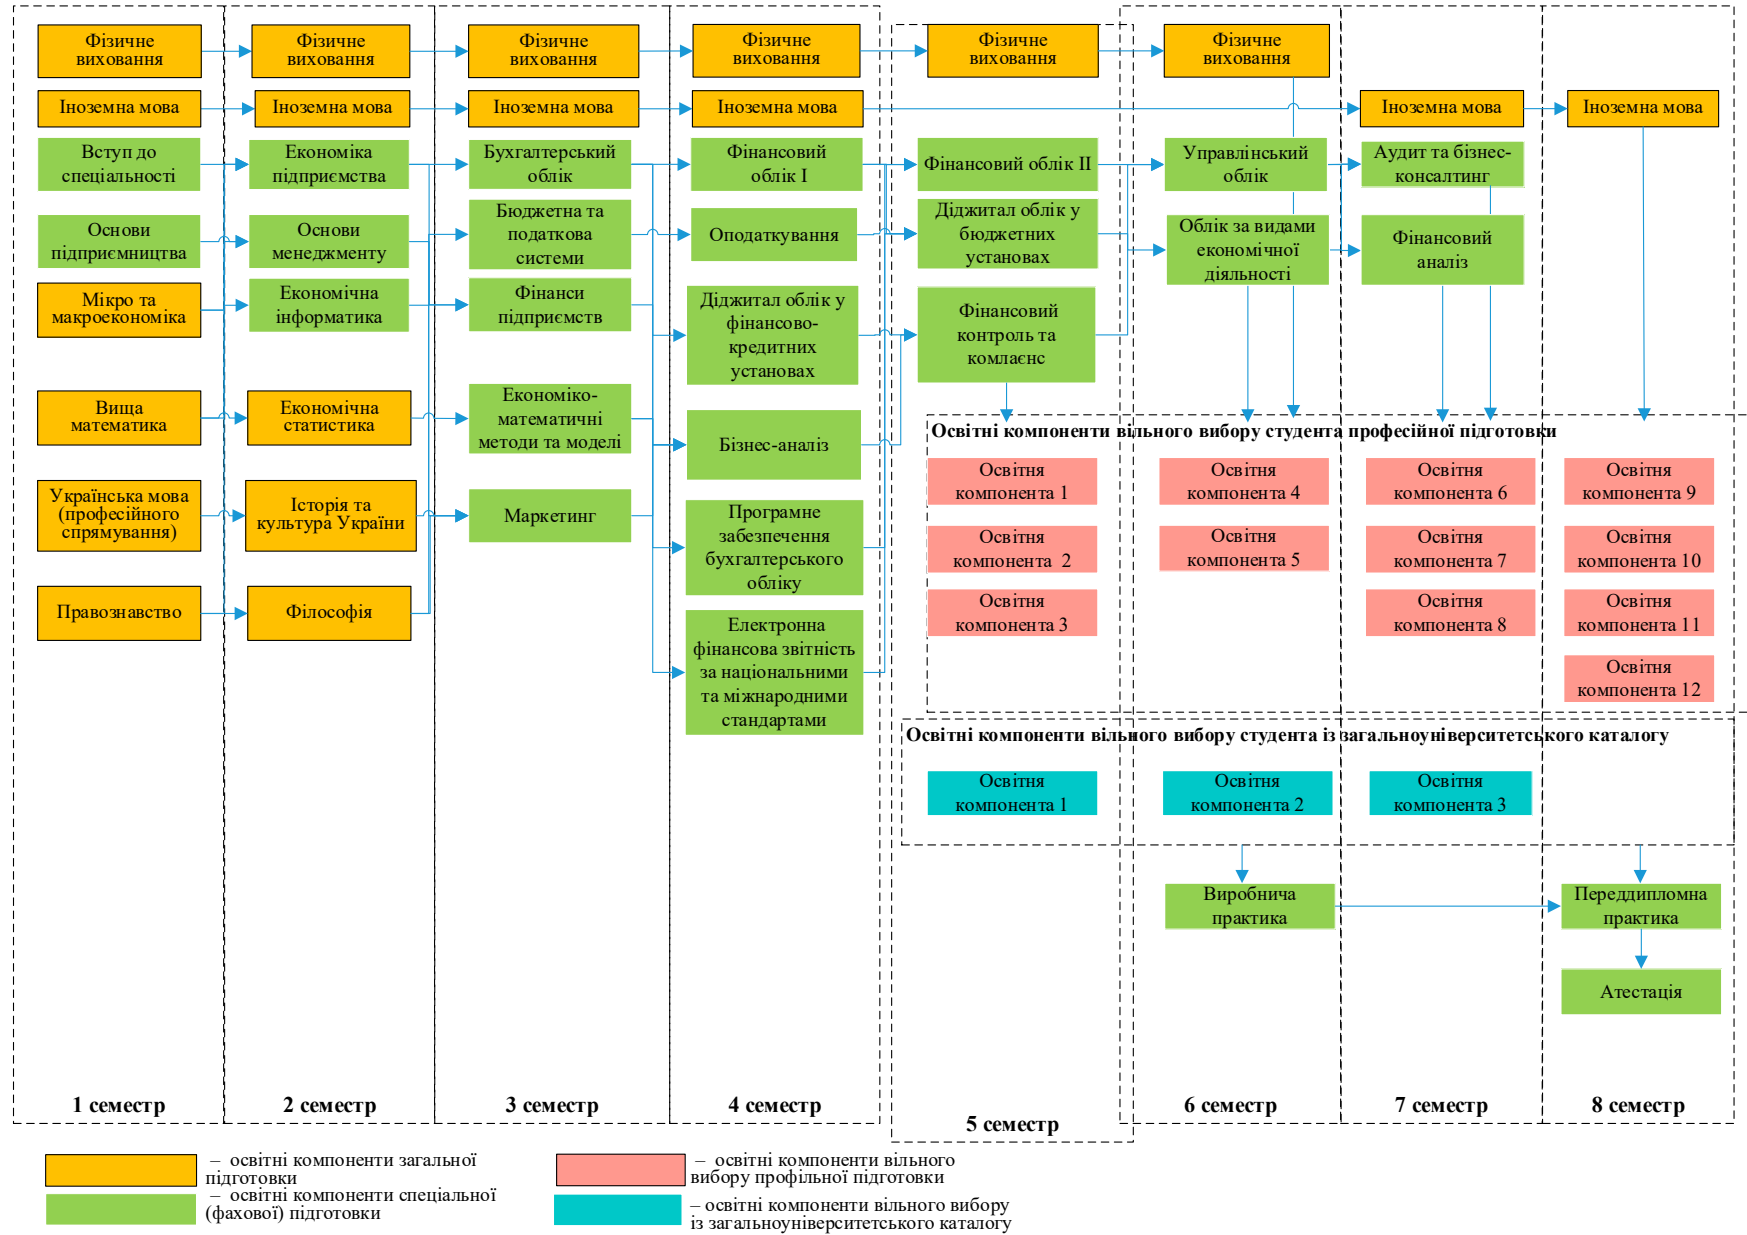 Фізичне
виховання
Фізичне
виховання
Фізичне
виховання
Фізичне
виховання
Фізичне
виховання
Фізичне
виховання
Іноземна мова
Іноземна мова
Іноземна мова
Іноземна мова
Іноземна мова
Іноземна мова
Вступ до
спеціальності
Економіка
підприємства
Бухгалтерський
облік
Фінансовий
облік І
Фінансовий облік ІІ
Управлінський
облік
Аудит та бізнес-
консалтинг
Основи
підприємництва
Основи
менеджменту
Бюджетна та
податкова
системи
Оподаткування
Діджитал облік у
бюджетних
установах
Облік за видами
економічної
діяльності
Фінансовий
аналіз
Мікро та
макроекономіка
Економічна
інформатика
Фінанси
підприємств
Діджитал облік у
фінансово-
кредитних
установах
Фінансовий
контроль та
комлаєнс
Вища
математика
Економічна
статистика
Економіко-
математичні
методи та моделі
Бізнес-аналіз
Українська мова
(професійного
спрямування)
Історія та
культура України
Маркетинг
Програмне
забезпечення
бухгалтерського
обліку
Правознавство
Філософія
Електронна
фінансова звітність
за національними
та міжнародними
стандартами
Освітні компоненти вільного вибору студента професійної підготовки
Освітня
компонента 1
Освітня
компонента 4
Освітня
компонента 6
Освітня
компонента 9
Освітня
компонента 2
Освітня
компонента 5
Освітня
компонента 7
Освітня
компонента 10
Освітня
компонента 3
Освітня
компонента 8
Освітня
компонента 11
Освітня
компонента 12
Освітні компоненти вільного вибору студента із загальноуніверситетського каталогу
Освітня
компонента 1
Освітня
компонента 2
Освітня
компонента 3
Виробнича
практика
Переддипломна
практика
Атестація
1 семестр
2 семестр
3 семестр
4 семестр
5 семестр
6 семестр
7 семестр
8 семестр
– освітні компоненти загальної
підготовки
– освітні компоненти спеціальної
(фахової) підготовки
– освітні компоненти вільного
вибору профільної підготовки
– освітні компоненти вільного вибору
із загальноуніверситетського каталогу